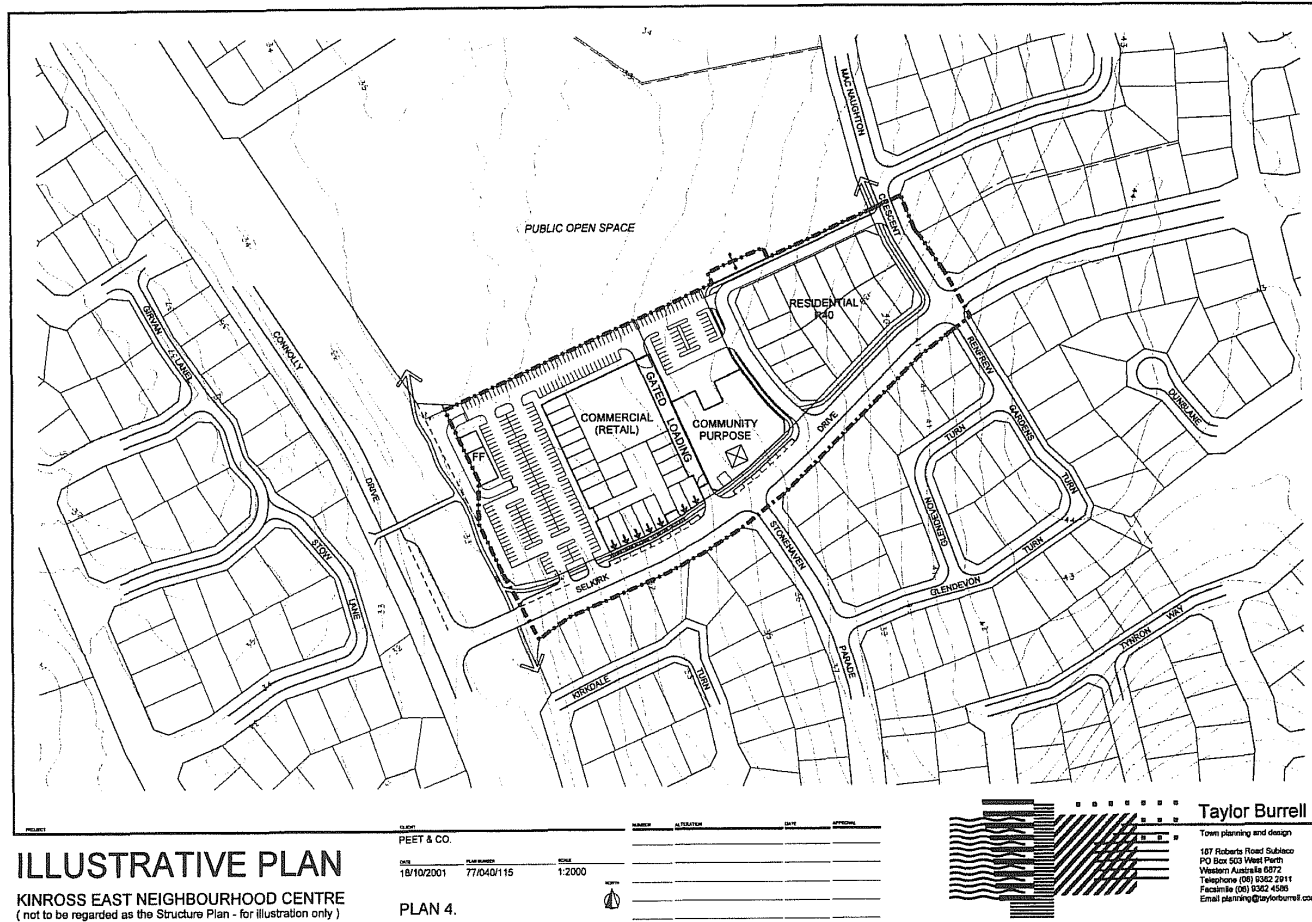 PUBLIC OPEN SPACE
MAC NAUGHTON
CRESCENT
GIRVAN
LANE
CONNOLLY
DRIVE
STOW
LANE
FF
COMMERCIAL
(RETAIL)
GATED
LOADING
COMMUNITY
PURPOSE
RESIDENTIAL
R40
SELKIRK
DRIVE
RENFREW
GARDENS
TURN
DUNBLANE
TURN
GLENDEVON
TURN
GLENDEVON
STONEHAVEN
PARADE
KIRKDALE
TURN
TYNRON
WAY
PROJECT
ILLUSTRATIVE PLAN
KINROSS EAST NEIGHBOURHOOD CENTRE
( not to be regarded as the Structure Plan - for illustration only )
CLIENT
PEET & CO.
DATE PLAN NUMBER SCALE
18/10/2001 77/040/115 1:2000
PLAN 4.
NORTH
NUMBER ALTERATION DATE APPROVAL
Taylor Burrell
Town planning and design
187 Roberts Road Subiaco
PO Box 503 West Perth
Western Australia 6872
Telephone (08) 9382 2911
Facsimile (08) 9382 4586